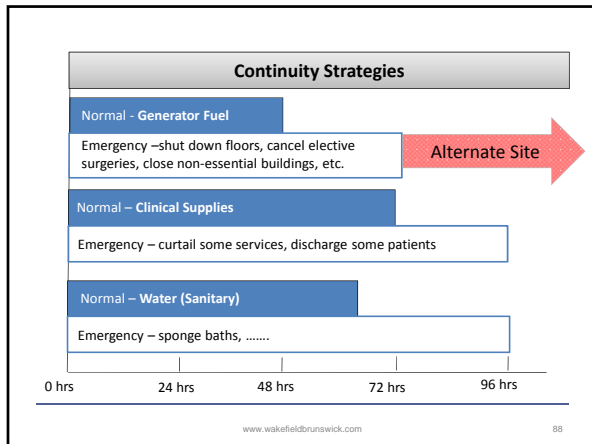 Continuity Strategies
Normal - Generator Fuel
Emergency –shut down floors, cancel elective
surgeries, close non-essential buildings, etc.
Alternate Site
Normal – Clinical Supplies
Emergency – curtail some services, discharge some patients
Normal – Water (Sanitary)
Emergency – sponge baths, …….
0 hrs 24 hrs 48 hrs 72 hrs 96 hrs
www.wakefieldbrunswick.com 88